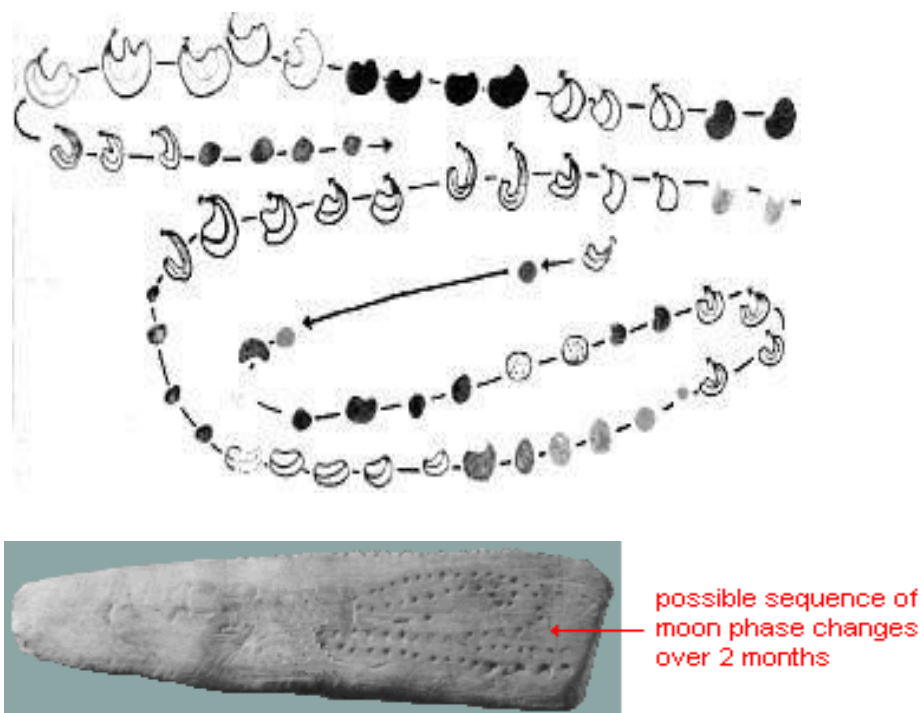 possible sequence of
moon phase changes
over 2 months